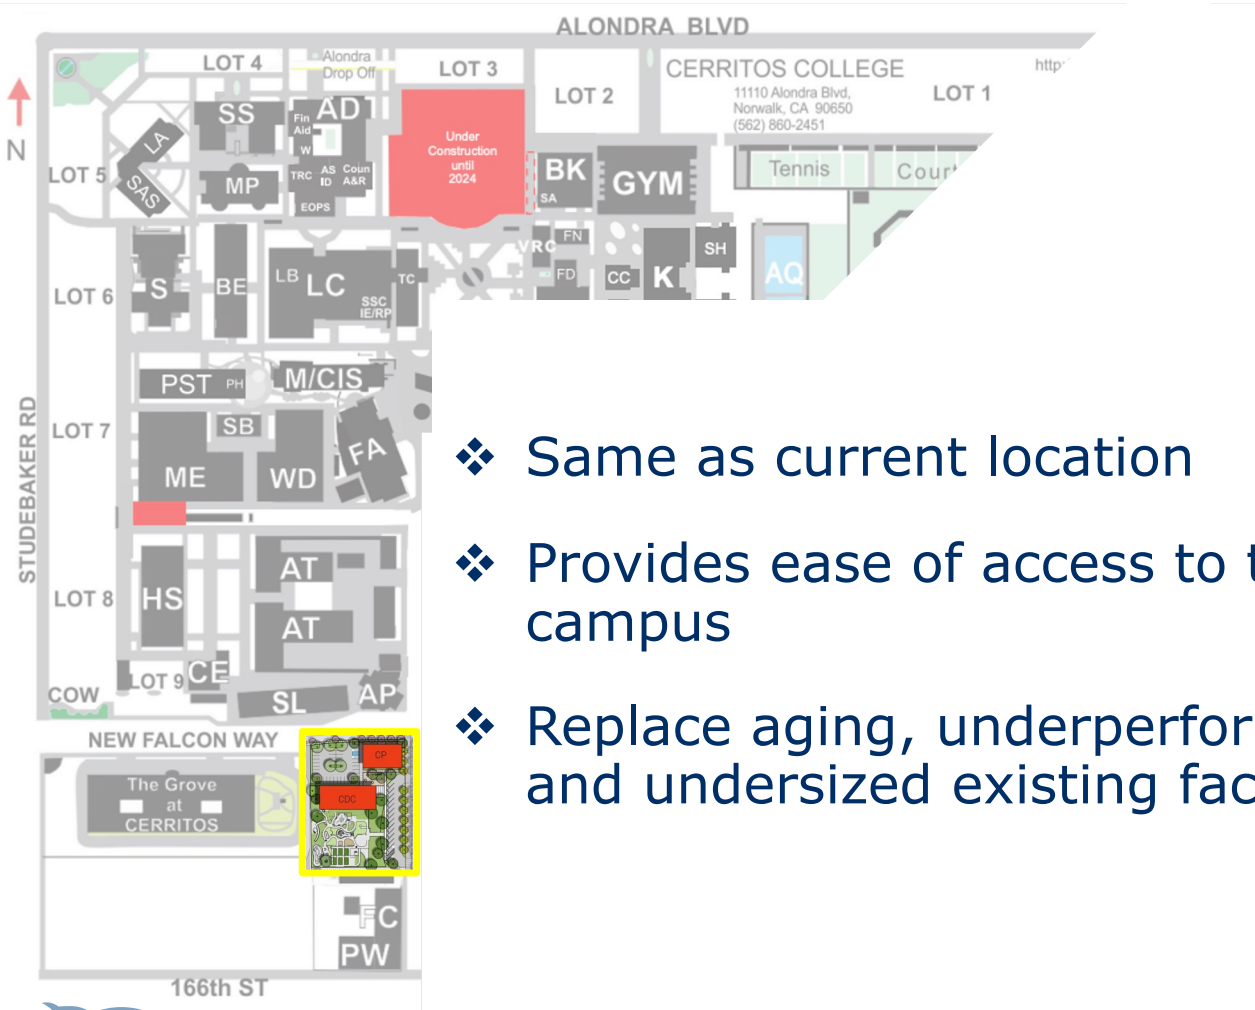 ALONDRA BLVD
LOT 4
Alondra
Drop Off
LOT 3
CERRITOS COLLEGE
11110 Alondra Blvd,
Norwalk, CA 90650
(562) 860-2451
LOT 2
LOT 1
N
SS
Fin
Aid
AD
W
TRC
AS
ID
Coun
A&R
EOPS
Under
Construction
until
2024
BK
SA
GYM
Tennis
LA
SAS
LOT 5
MP
S
BE
LB
LC
SSC
IE/RP
TC
VRC
FN
FD
CC
K
SH
AQ
LOT 6
PST
PH
M/CIS
STUDEBAKER RD
LOT 7
SB
ME
WD
FA
❖ Same as current location
❖ Provides ease of access to
campus
❖ Replace aging,
and undersized existing
LOT 8
HS
AT
AT
LOT 9
CE
COW
SL
AP
NEW FALCON WAY
CP
CDC
The Grove
at
CERRITOS
FC
PW
166th ST